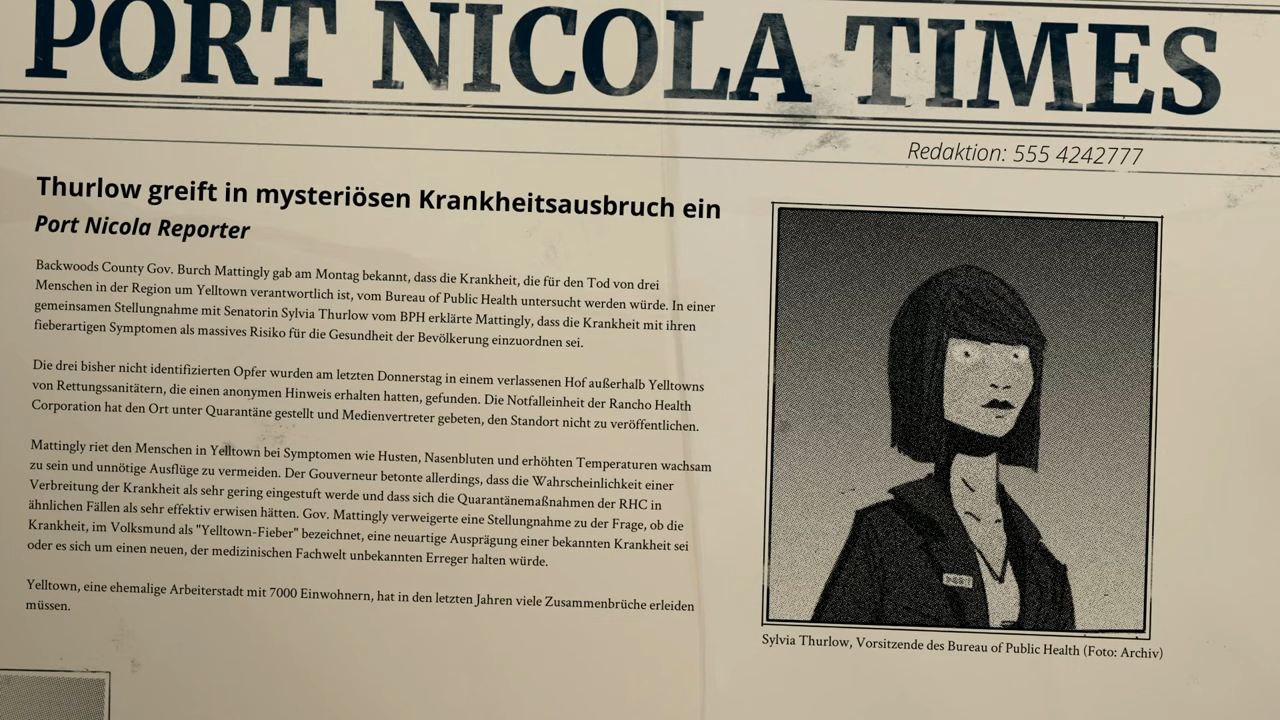 PORT NICOLA TIMES
Redaktion: 555 4242777
Thurlow greift in mysteriösen Krankheitsausbruch ein
Port Nicola Reporter
Backwoods County Gov. Burch Mattingly gab am Montag bekannt, dass die Krankheit, die für den Tod von drei
Menschen in der Region um Yelltown verantwortlich ist, vom Bureau of Public Health untersucht werden würde. In einer
gemeinsamen Stellungnahme mit Senatorin Sylvia Thurlow vom BPH erklärte Mattingly, dass die Krankheit mit ihren
fieberartigen Symptomen als massives Risiko für die Gesundheit der Bevölkerung einzuordnen sei.
Die drei bisher nicht identifizierten Opfer wurden am letzten Donnerstag in einem verlassenen Hof außerhalb Yelltowns
von Rettungssanitätern, die einen anonymen Hinweis erhalten hatten, gefunden. Die Notfalleinheit der Rancho Health
Corporation hat den Ort unter Quarantäne gestellt und Medienvertreter gebeten, den Standort nicht zu veröffentlichen.
Mattingly riet den Menschen in Yelltown bei Symptomen wie Husten, Nasenbluten und erhöhten Temperaturen wachsam
zu sein und unnötige Ausflüge zu vermeiden. Der Gouverneur betonte allerdings, dass die Wahrscheinlichkeit einer
Verbreitung der Krankheit als sehr gering eingestuft werde und dass sich die Quarantänemaßnahmen der RHC in
ähnlichen Fällen als sehr effektiv erwisen hätten. Gov. Mattingly verweigerte eine Stellungnahme zu der Frage, ob die
Krankheit, im Volksmund als "Yelltown-Fieber" bezeichnet, eine neuartige Ausprägung einer bekannten Krankheit sei
oder es sich um einen neuen, der medizinischen Fachwelt unbekannten Erreger halten würde.
Yelltown, eine ehemalige Arbeiterstadt mit 7000 Einwohnern, hat in den letzten Jahren viele Zusammenbrüche erleiden
müssen.
Sylvia Thurlow, Vorsitzende des Bureau of Public Health (Foto: Archiv)